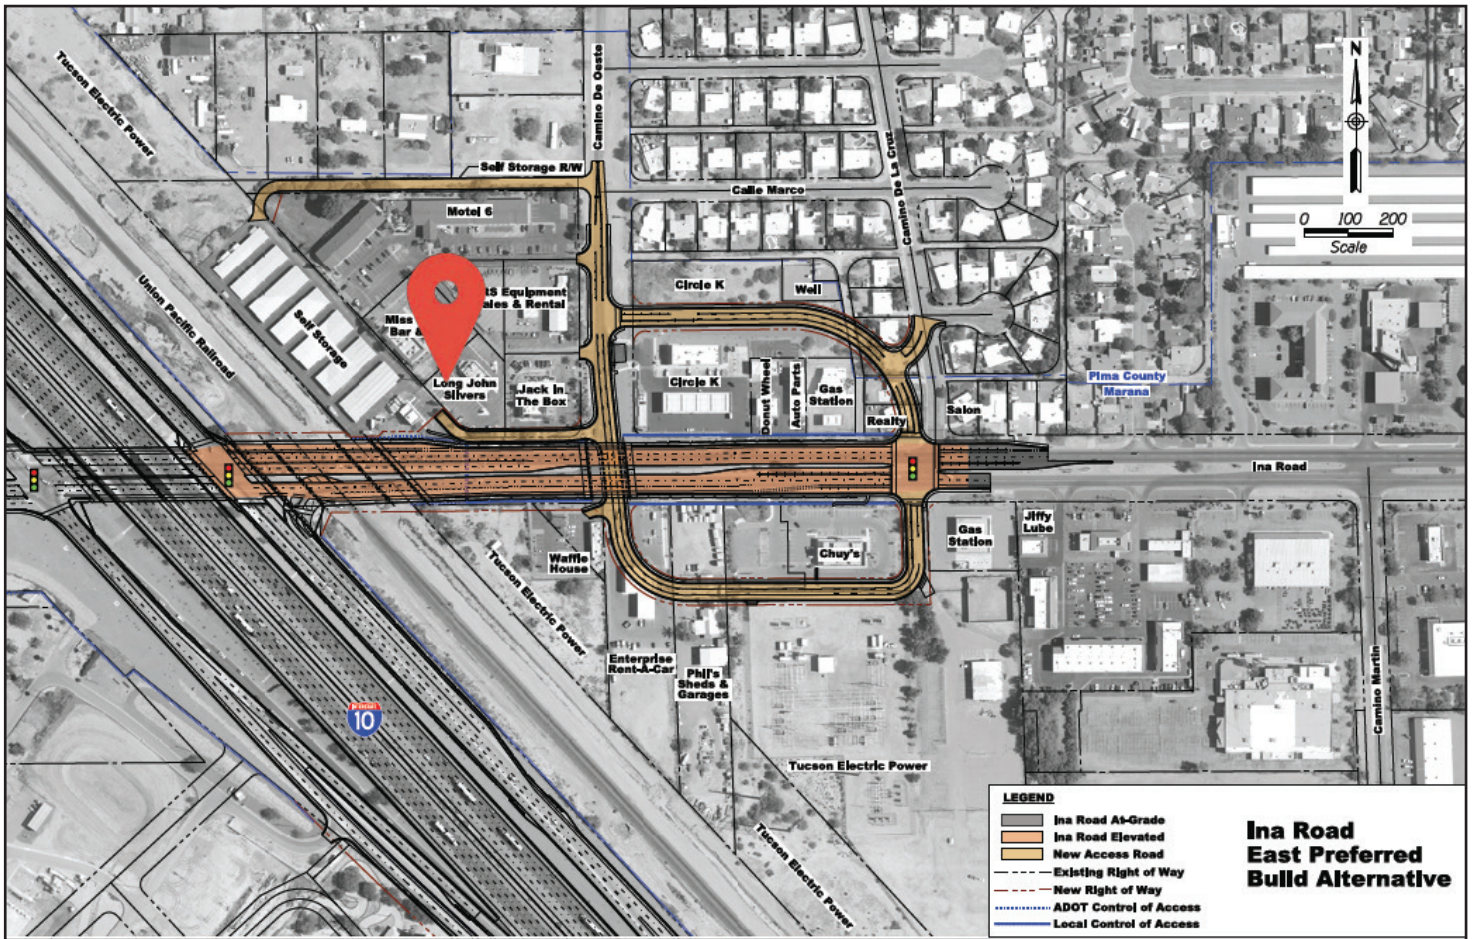 Tucson Electric Power
Camino De Oeste
Camino De La Cruz
N
Self Storage R/W
Calle Marco
Motel 6
0 100 200
Scale
Union Pacific Railroad
Circle K
Well
RS Equipment
Sales & Rental
Miss
Bar &
Self Storage
Long John
Silvers
Jack In
The Box
Circle K
Donut Wheel
Auto Parts
Gas
Station
Realty
Salon
Pima County
Marana
Ina Road
Waffle
House
Tucson Electric Power
Chuy's
Gas
Station
Jiffy
Lube
Enterprise
Rent-A-Car
Phil's
Sheds &
Garages
Camino Martin
INTERSTATE
10
Tucson Electric Power
Tucson Electric Power
LEGEND
Ina Road At-Grade
Ina Road Elevated
New Access Road
Existing Right of Way
New Right of Way
ADOT Control of Access
Local Control of Access
Ina Road
East Preferred
Build Alternative